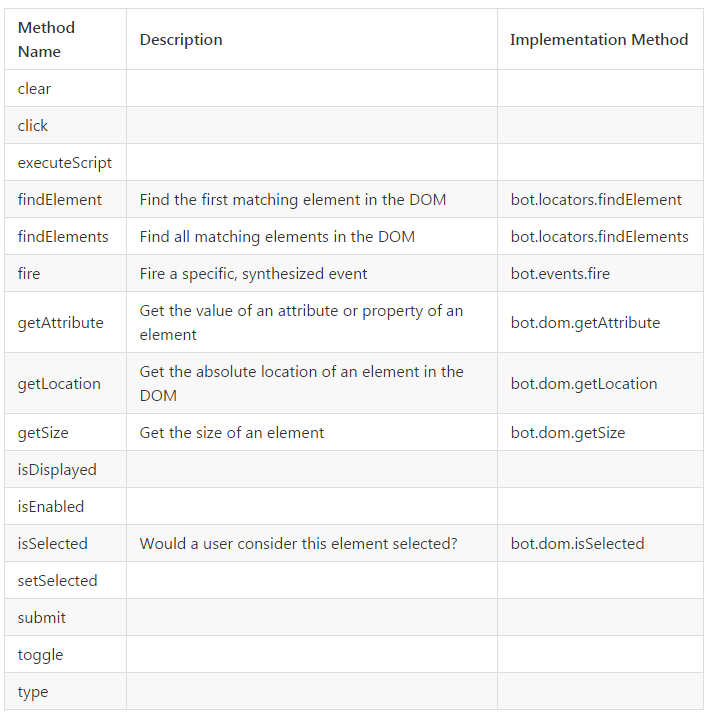 Method Name Description Implementation Method
clear
click
executeScript
findElement Find the first matching element in the DOM bot.locators.findElement
findElements Find all matching elements in the DOM bot.locators.findElements
fire Fire a specific, synthesized event bot.events.fire
getAttribute Get the value of an attribute or property of an element bot.dom.getAttribute
getLocation Get the absolute location of an element in the DOM bot.dom.getLocation
getSize Get the size of an element bot.dom.getSize
isDisplayed
isEnabled
isSelected Would a user consider this element selected? bot.dom.isSelected
setSelected
submit
toggle
type